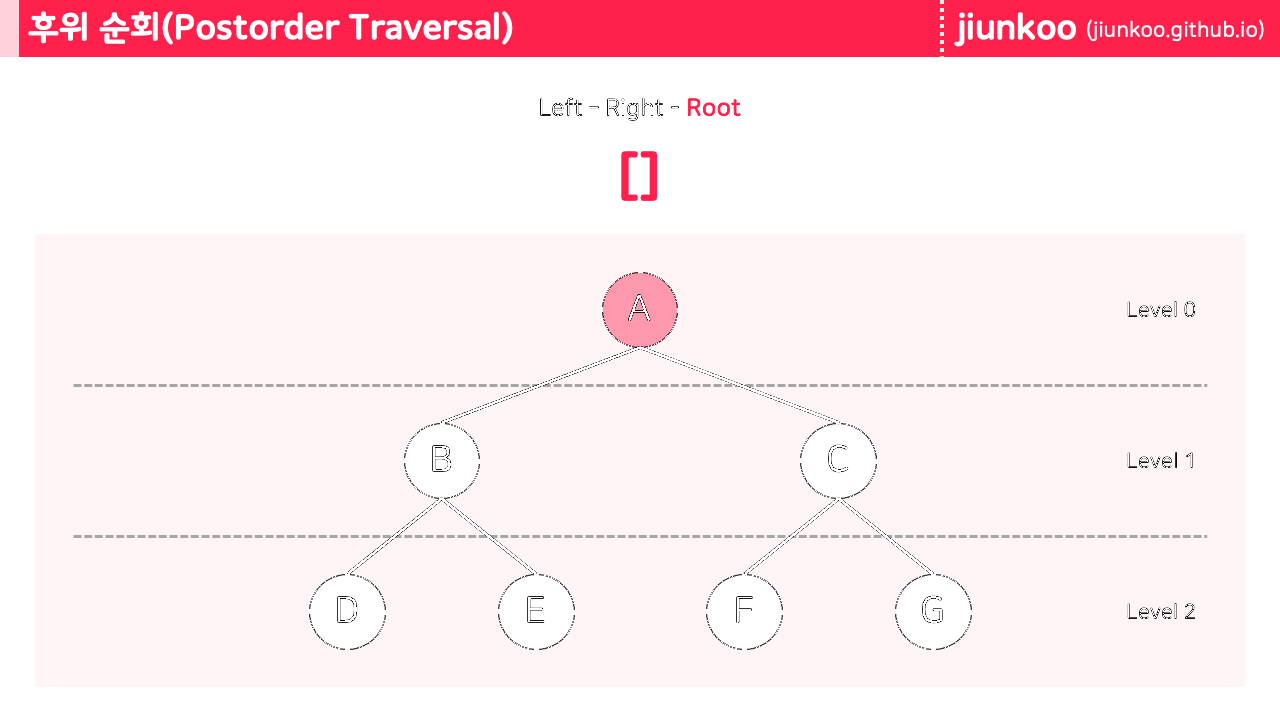 후위 순회(Postorder Traversal)
jiunkoo (jiunkoo.github.io)
Left - Right - Root
[]
A
Level 0
B
C
Level 1
D
E
F
G
Level 2